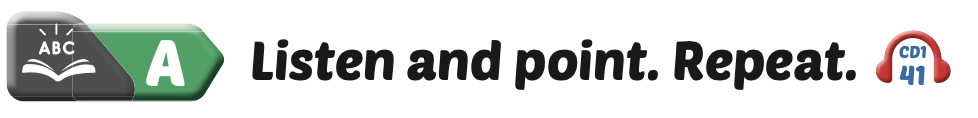 ABC
A
Listen and point. Repeat.
CD1
41